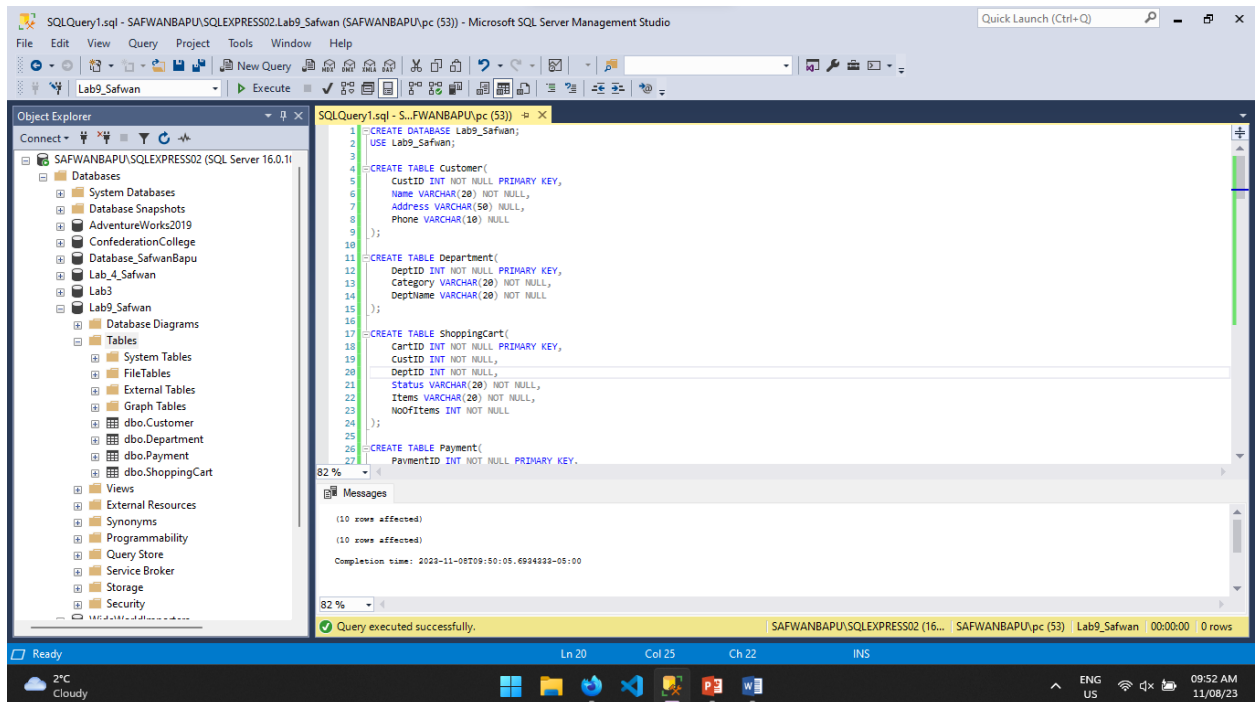 SQLQuery1.sql - SAFWANBAPU\SQLEXPRESS02.Lab9_Safwan (SAFWANBAPU\pc (53)) - Microsoft SQL Server Management Studio
Quick Launch (Ctrl+Q)
File Edit View Query Project Tools Window Help
New Query MDX DMX XMLA DAX
Lab9_Safwan Execute
Object Explorer
Connect
SAFWANBAPU\SQLEXPRESS02 (SQL Server 16.0.1(
Databases
System Databases
Database Snapshots
AdventureWorks2019
ConfederationCollege
Database_SafwanBapu
Lab_4_Safwan
Lab3
Lab9_Safwan
Database Diagrams
Tables
System Tables
FileTables
External Tables
Graph Tables
dbo.Customer
dbo.Department
dbo.Payment
dbo.ShoppingCart
Views
External Resources
Synonyms
Programmability
Query Store
Service Broker
Storage
Security
SQLQuery1.sql - S...FWANBAPU\pc (53))
1 CREATE DATABASE Lab9_Safwan;
2 USE Lab9_Safwan;
3
4 CREATE TABLE Customer(
5 CustID INT NOT NULL PRIMARY KEY,
6 Name VARCHAR(20) NOT NULL,
7 Address VARCHAR(50) NOT NULL,
8 Phone VARCHAR(10) NULL
9 );
10
11 CREATE TABLE Department(
12 DeptID INT NOT NULL PRIMARY KEY,
13 Category VARCHAR(20) NOT NULL,
14 DeptName VARCHAR(20) NOT NULL
15 );
16
17 CREATE TABLE ShoppingCart(
18 CartID INT NOT NULL PRIMARY KEY,
19 CustID INT NOT NULL,
20 DeptID INT NOT NULL,
21 Status VARCHAR(20) NOT NULL,
22 Items VARCHAR(20) NOT NULL,
23 NoOfItems INT NOT NULL
24 );
25
26 CREATE TABLE Payment(
27 PaymentID INT NOT NULL PRIMARY KEY,
82 %
Messages
(10 rows affected)
(10 rows affected)
Completion time: 2023-11-08T09:50:05.6934333-05:00
82 %
Query executed successfully. SAFWANBAPU\SQLEXPRESS02 (16... SAFWANBAPU\pc (53) Lab9_Safwan 00:00:00 0 rows
Ready Ln 20 Col 25 Ch 22 INS
2°C
Cloudy
ENG
US
09:52 AM
11/08/23